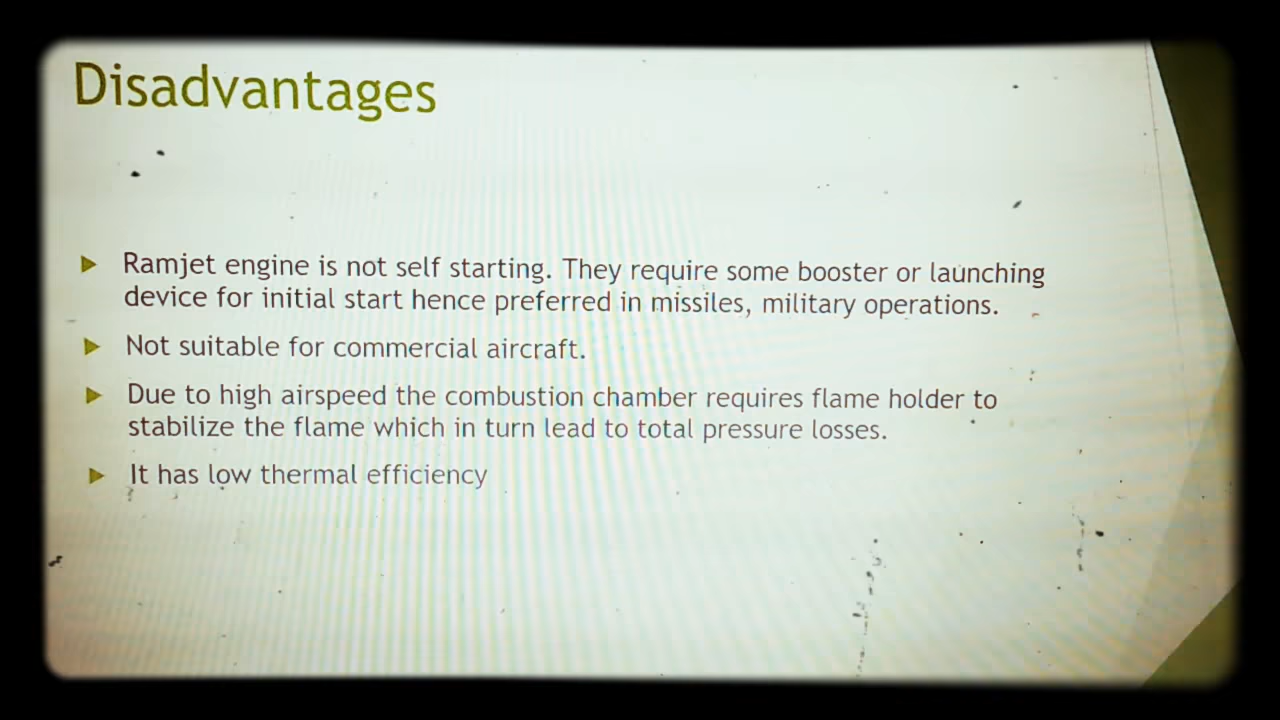 Disadvantages
Ramjet engine is not self starting. They require some booster or launching
device for initial start hence preferred in missiles, military operations.
Not suitable for commercial aircraft.
Due to high airspeed the combustion chamber requires flame holder to
stabilize the flame which in turn lead to total pressure losses.
It has low thermal efficiency